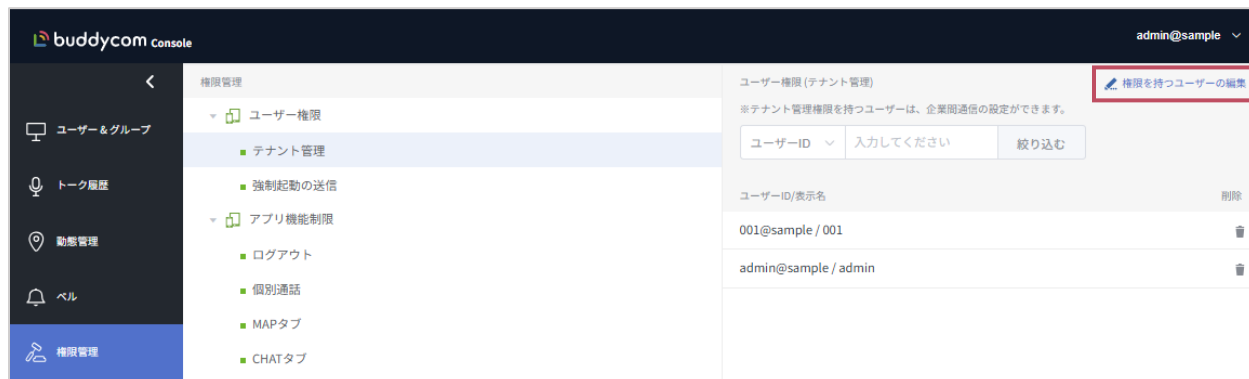 buddycom Console
admin@sample
ユーザー＆グループ
トーク履歴
動態管理
ベル
権限管理
権限管理
ユーザー権限
テナント管理
強制起動の送信
アプリ機能制限
ログアウト
個別通話
MAPタブ
CHATタブ
ユーザー権限 (テナント管理)
権限を持つユーザーの編集
※テナント管理権限を持つユーザーは、企業間通信の設定ができます。
ユーザーID 入力してください 絞り込む
ユーザーID/表示名 削除
001@sample / 001
admin@sample / admin